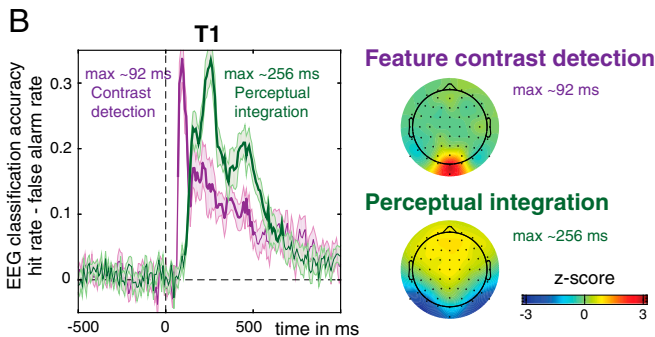 B
T1
EEG classification accuracy
hit rate - false alarm rate
0.3
0.2
0.1
0
max ~92 ms
Contrast
detection
max ~256 ms
Perceptual
integration
-500
0
500
time in ms
Feature contrast detection
max ~92 ms
Perceptual integration
max ~256 ms
z-score
-3
0
3